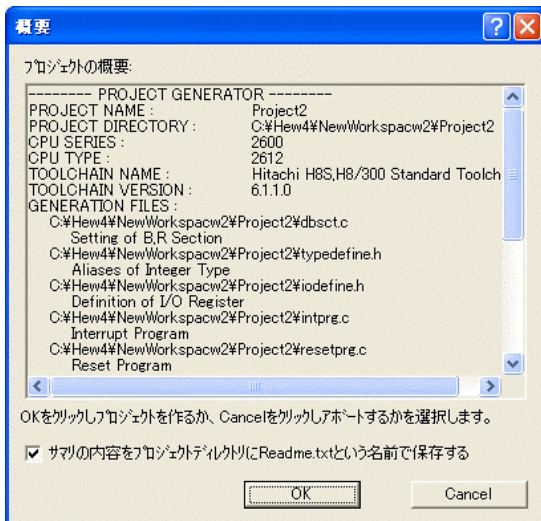 概要
プロジェクトの概要:
-------- PROJECT GENERATOR --------
PROJECT NAME : Project2
PROJECT DIRECTORY : C:¥Hew4¥NewWorkspacw2¥Project2
CPU SERIES : 2600
CPU TYPE : 2612
TOOLCHAIN NAME : Hitachi H8S,H8/300 Standard Toolch
TOOLCHAIN VERSION : 6.1.1.0
GENERATION FILES :
C:¥Hew4¥NewWorkspacw2¥Project2¥dbsct.c
Setting of B,R Section
C:¥Hew4¥NewWorkspacw2¥Project2¥typedefine.h
Aliases of Integer Type
C:¥Hew4¥NewWorkspacw2¥Project2¥iodefine.h
Definition of I/O Register
C:¥Hew4¥NewWorkspacw2¥Project2¥intprg.c
Interrupt Program
C:¥Hew4¥NewWorkspacw2¥Project2¥resetprg.c
Reset Program
OKをクリックしプロジェクトを作るか、Cancelをクリックしアボートするかを選択します。
サマリの内容をプロジェクトディレクトリにReadme.txtという名前で保存する
OK Cancel